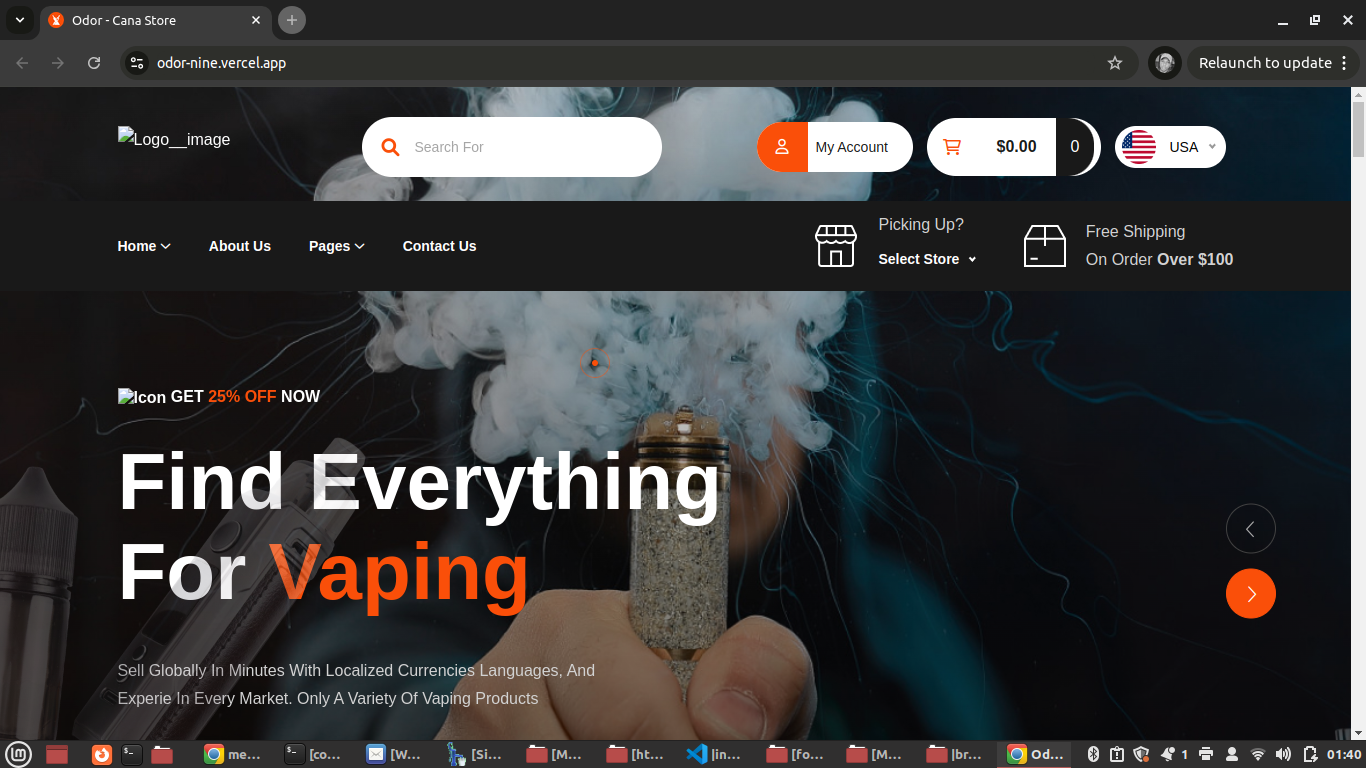 Odor - Cana Store
odor-nine.vercel.app
Relaunch to update
Logo__image
Search For
My Account
$0.00
0
USA
Home
About Us
Pages
Contact Us
Picking Up?
Select Store
Free Shipping
On Order Over $100
Icon GET 25% OFF NOW
Find Everything
For Vaping
Sell Globally In Minutes With Localized Currencies Languages, And
Experie In Every Market. Only A Variety Of Vaping Products
me...
[co...
[W...
[Si...
[M...
[ht...
[in...
[fo...
[M...
[br...
Od...
1
01:40